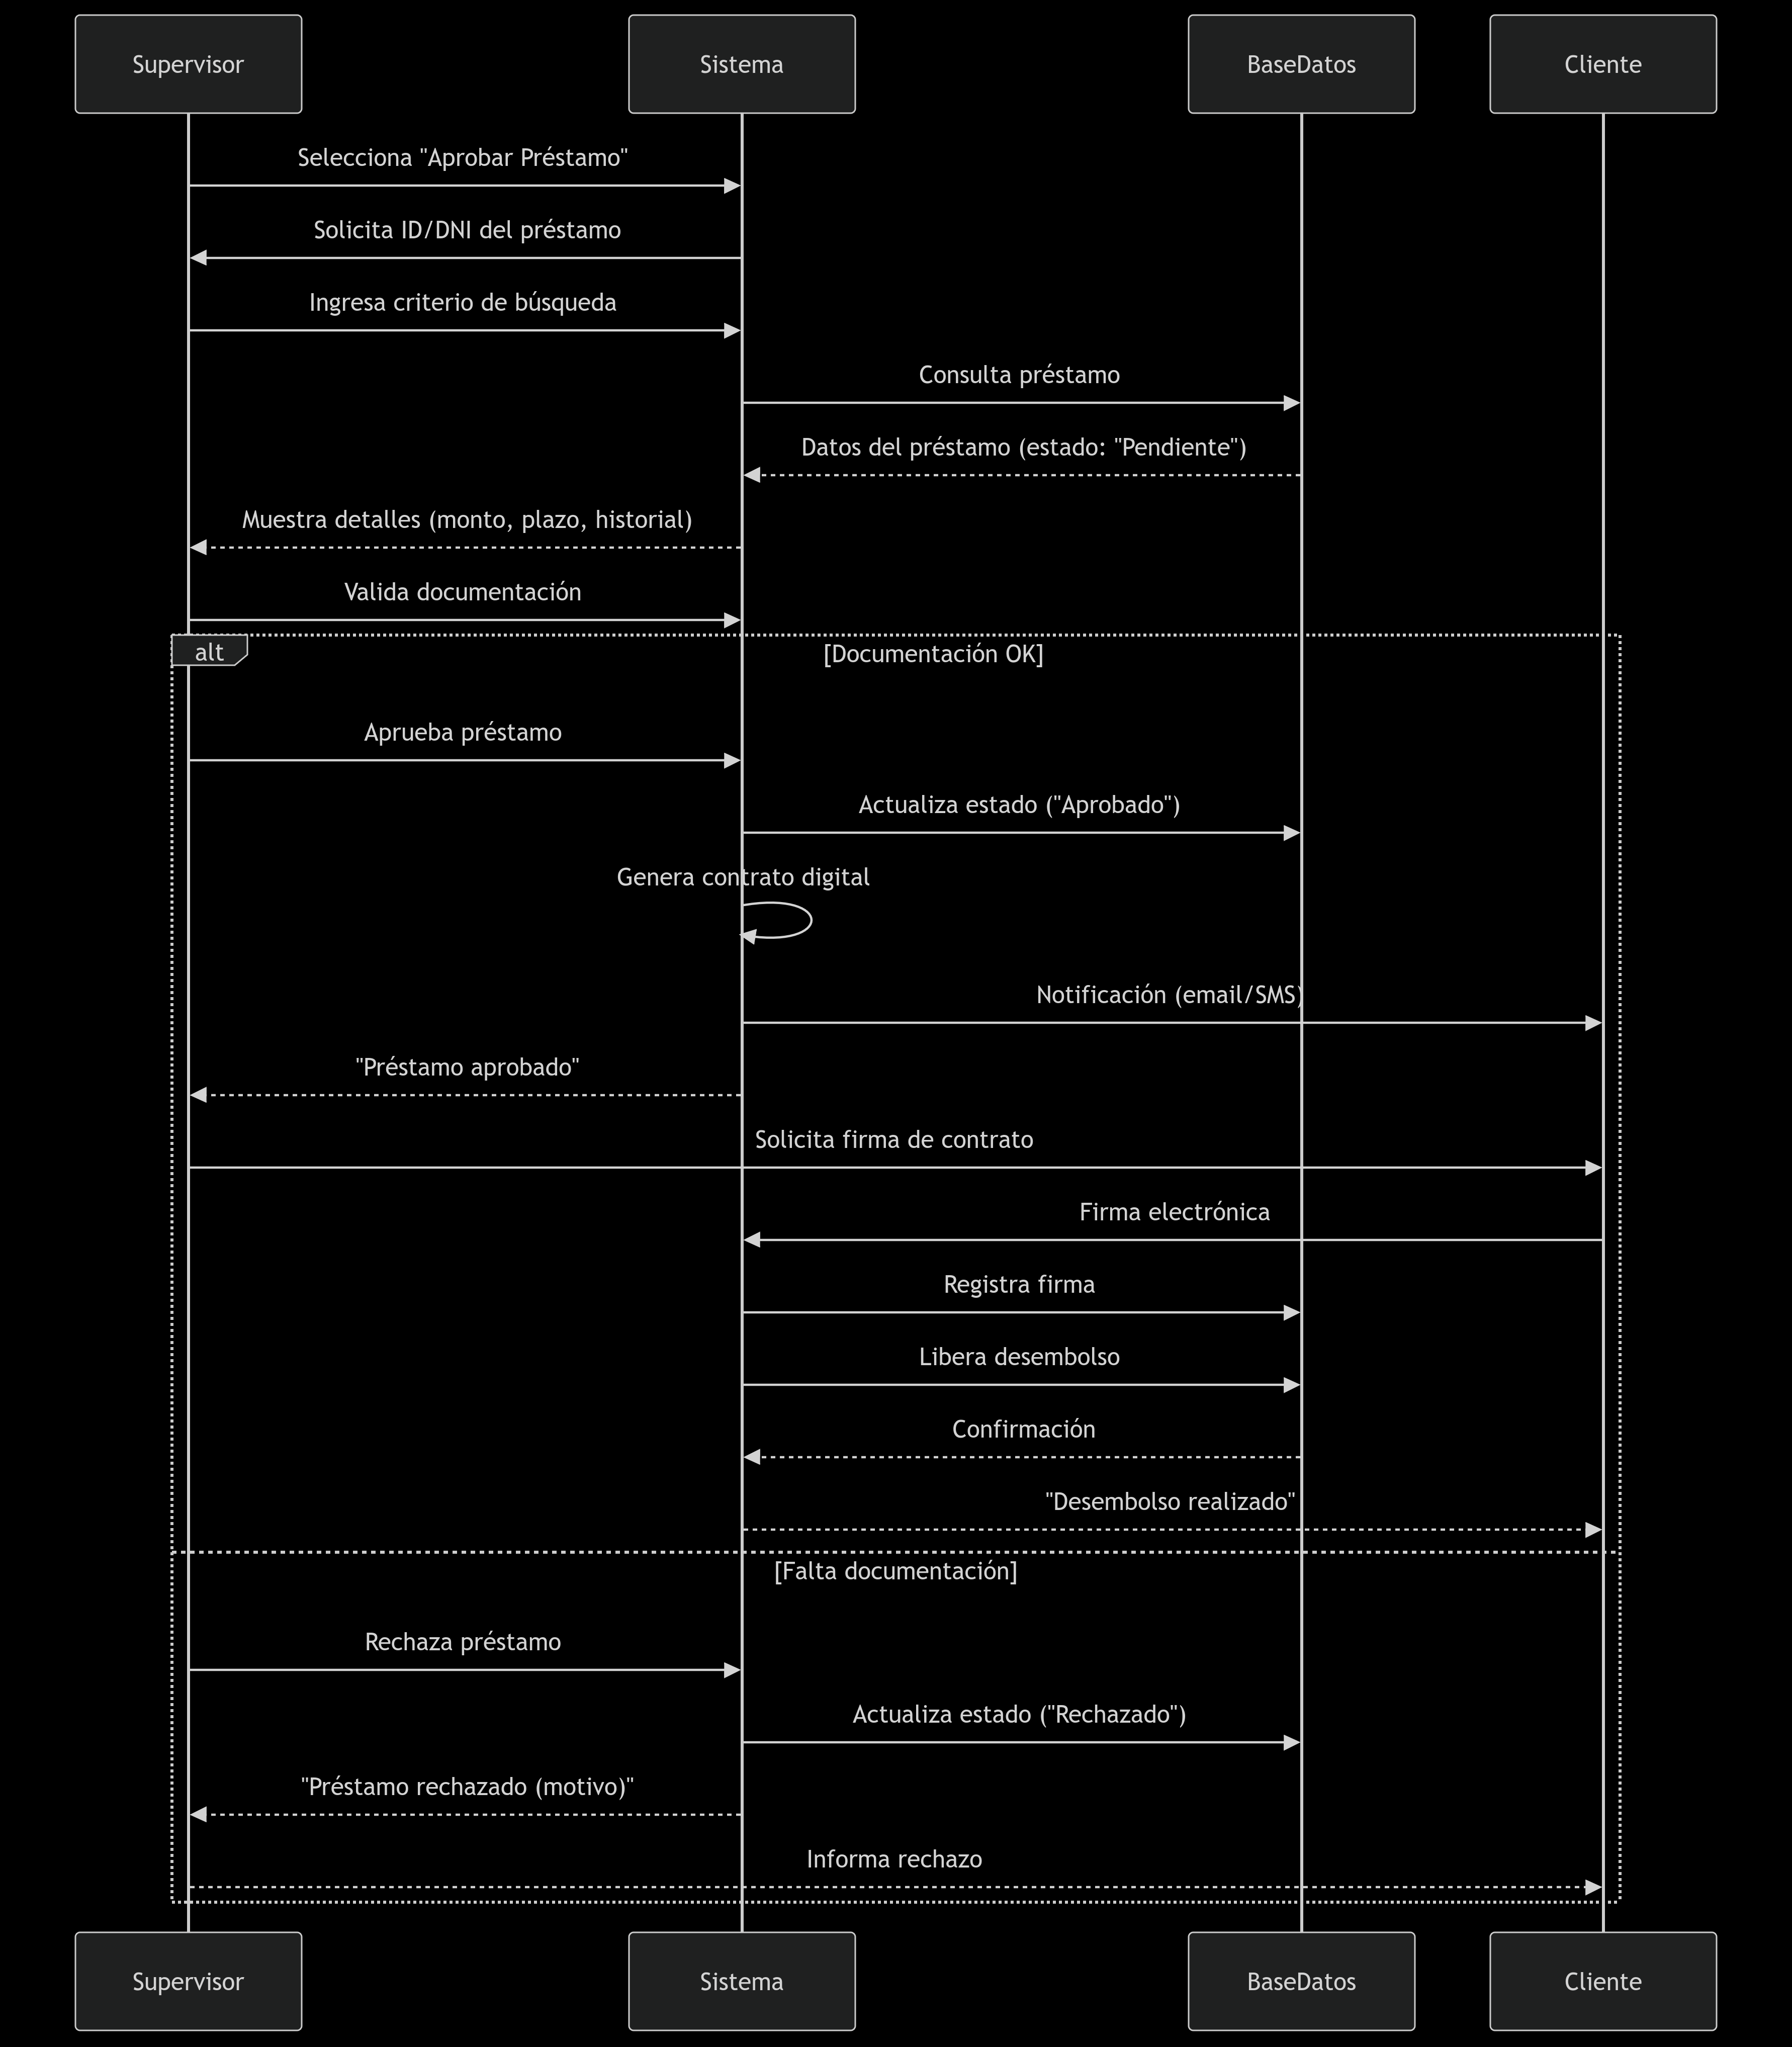 Supervisor
Sistema
BaseDatos
Cliente
Selecciona "Aprobar Préstamo"
Solicita ID/DNI del préstamo
Ingresa criterio de búsqueda
Consulta préstamo
Datos del préstamo (estado: "Pendiente")
Muestra detalles (monto, plazo, historial)
Valida documentación
alt
[Documentación OK]
Aprueba préstamo
Actualiza estado ("Aprobado")
Genera contrato digital
Notificación (email/SMS)
"Préstamo aprobado"
Solicita firma de contrato
Firma electrónica
Registra firma
Libera desembolso
Confirmación
"Desembolso realizado"
[Falta documentación]
Rechaza préstamo
Actualiza estado ("Rechazado")
"Préstamo rechazado (motivo)"
Informa rechazo
Supervisor
Sistema
BaseDatos
Cliente